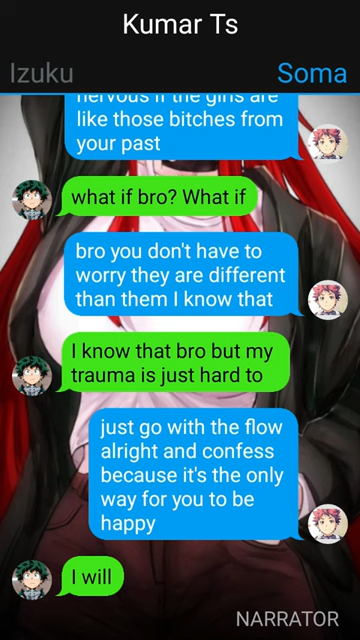 Kumar Ts
Izuku
Soma
nervous if the girls are
like those bitches from
your past
what if bro? What if
bro you don't have to
worry they are different
than them I know that
I know that bro but my
trauma is just hard to
just go with the flow
alright and confess
because it's the only
way for you to be
happy
I will
NARRATOR